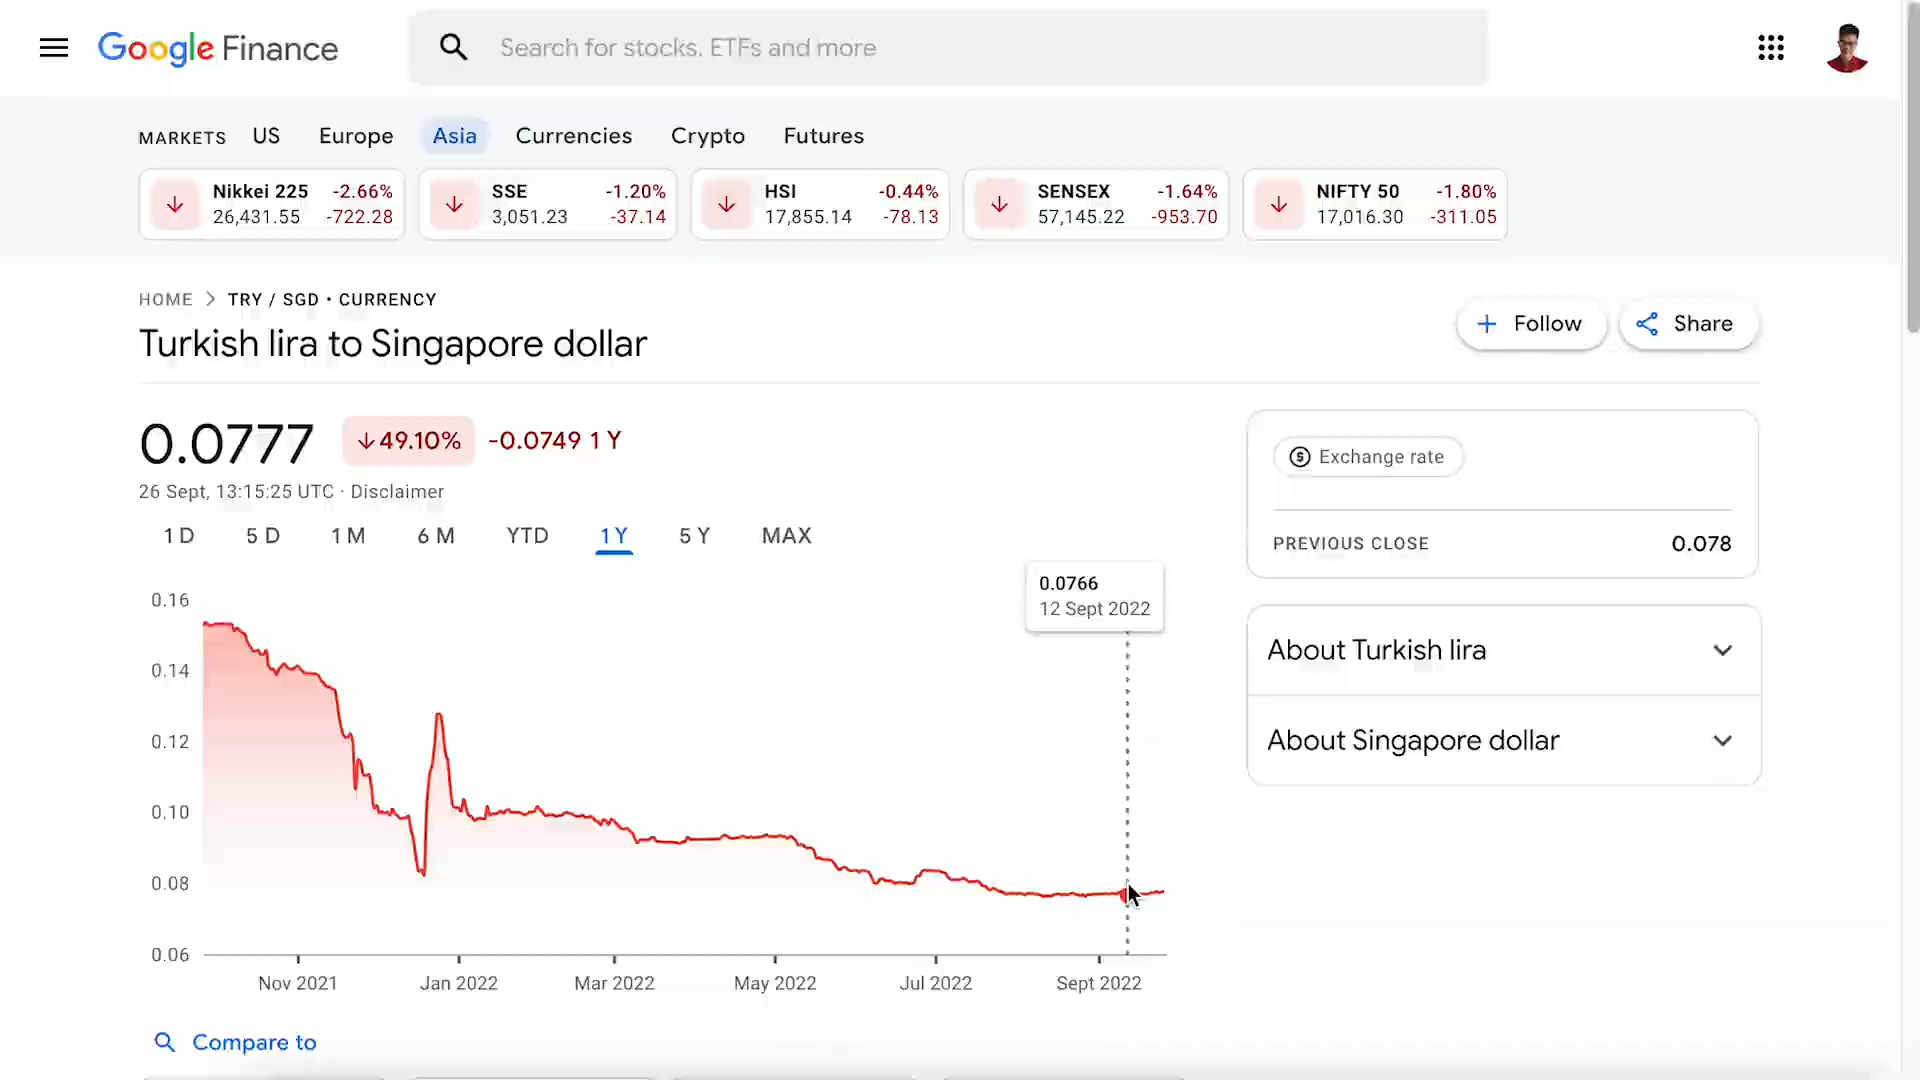 Google Finance
Search for stocks. ETFs and more
MARKETS US Europe Asia Currencies Crypto Futures
Nikkei 225 -2.66%
26,431.55 -722.28
SSE -1.20%
3,051.23 -37.14
HSI -0.44%
17,855.14 -78.13
SENSEX -1.64%
57,145.22 -953.70
NIFTY 50 -1.80%
17,016.30 -311.05
HOME > TRY / SGD • CURRENCY
Turkish lira to Singapore dollar
Follow
Share
0.0777 ↓49.10% -0.0749 1 Y
26 Sept, 13:15:25 UTC · Disclaimer
1 D 5 D 1 M 6 M YTD 1 Y 5 Y MAX
0.0766
12 Sept 2022
0.16
0.14
0.12
0.10
0.08
0.06
Nov 2021 Jan 2022 Mar 2022 May 2022 Jul 2022 Sept 2022
Compare to
Exchange rate
PREVIOUS CLOSE 0.078
About Turkish lira
About Singapore dollar